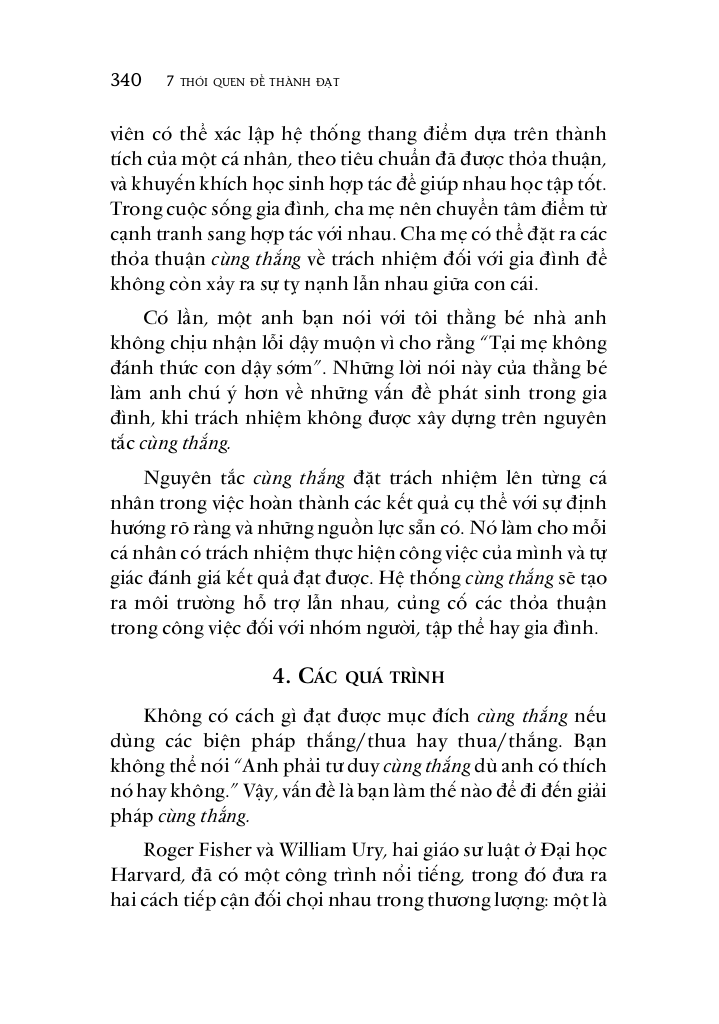 340 7 THÓI QUEN ĐỂ THÀNH ĐẠT
viên có thể xác lập hệ thống thang điểm dựa trên thành
tích của một cá nhân, theo tiêu chuẩn đã được thỏa thuận,
và khuyến khích học sinh hợp tác để giúp nhau học tập tốt.
Trong cuộc sống gia đình, cha mẹ nên chuyển tâm điểm từ
cạnh tranh sang hợp tác với nhau. Cha mẹ có thể đặt ra các
thỏa thuận cùng thắng về trách nhiệm đối với gia đình để
không còn xảy ra sự tỵ nạnh lẫn nhau giữa con cái.
Có lần, một anh bạn nói với tôi thằng bé nhà anh
không chịu nhận lỗi dậy muộn vì cho rằng “Tại mẹ không
đánh thức con dậy sớm”. Những lời nói này của thằng bé
làm anh chú ý hơn về những vấn đề phát sinh trong gia
đình, khi trách nhiệm không được xây dựng trên nguyên
tắc cùng thắng.
Nguyên tắc cùng thắng đặt trách nhiệm lên từng cá
nhân trong việc hoàn thành các kết quả cụ thể với sự định
hướng rõ ràng và những nguồn lực sẵn có. Nó làm cho mỗi
cá nhân có trách nhiệm thực hiện công việc của mình và tự
giác đánh giá kết quả đạt được. Hệ thống cùng thắng sẽ tạo
ra môi trường hỗ trợ lẫn nhau, củng cố các thỏa thuận
trong công việc đối với nhóm người, tập thể hay gia đình.
4. CÁC QUÁ TRÌNH
Không có cách gì đạt được mục đích cùng thắng nếu
dùng các biện pháp thắng/thua hay thua/thắng. Bạn
không thể nói “Anh phải tư duy cùng thắng dù anh có thích
nó hay không.” Vậy, vấn đề là bạn làm thế nào để đi đến giải
pháp cùng thắng.
Roger Fisher và William Ury, hai giáo sư luật ở Đại học
Harvard, đã có một công trình nổi tiếng, trong đó đưa ra
hai cách tiếp cận đối chọi nhau trong thương lượng: một là